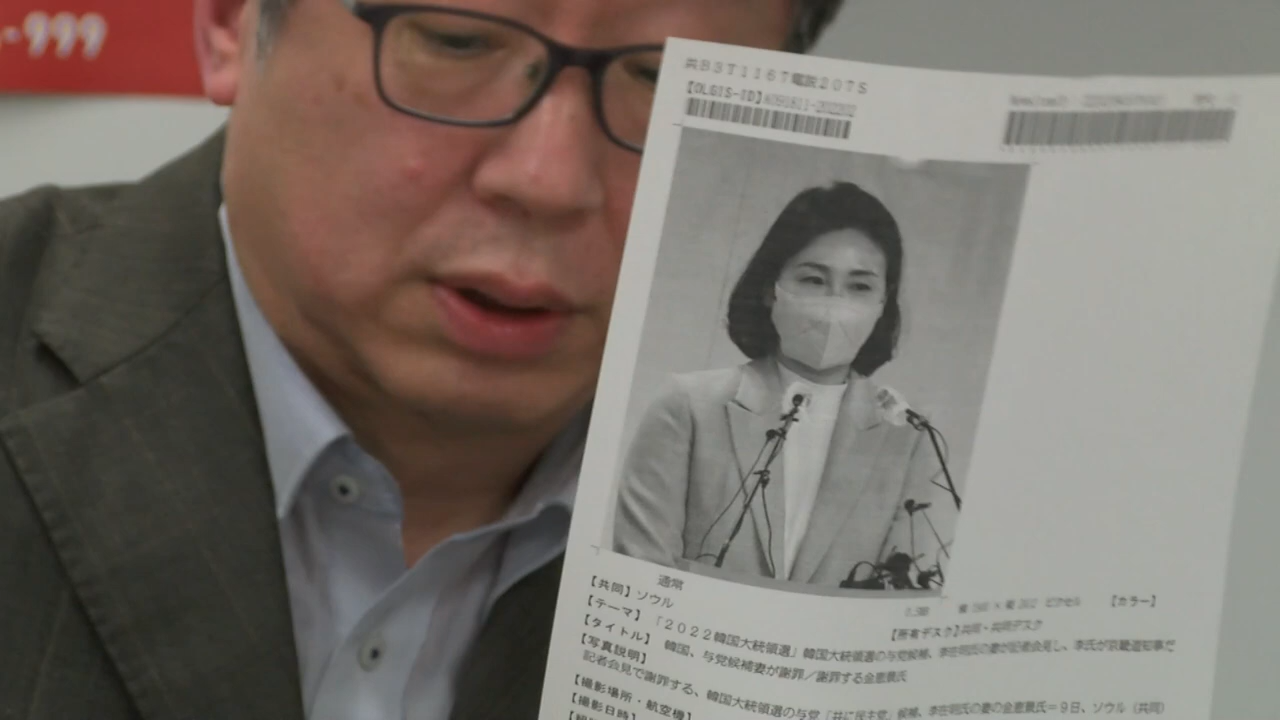 -999
共B3T1167電説207S
【OLGIS-ID】
通常
【共同】ソウル
【カラー】
【所有デスク】共同・共同デスク
【テーマ】「2022韓国大統領選」韓国大統領選の与党候補、李在明氏の妻が記者会見し、李氏が京畿道知事だ
【タイトル】 韓国、与党候補妻が謝罪/謝罪する金恵景氏
【写真説明】
記者会見で謝罪する、韓国大統領選の与党「共に民主党」候補、李在明氏の妻の金恵景氏=9日、ソウル(共同)
【撮影場所・航空機】
【撮影日時】